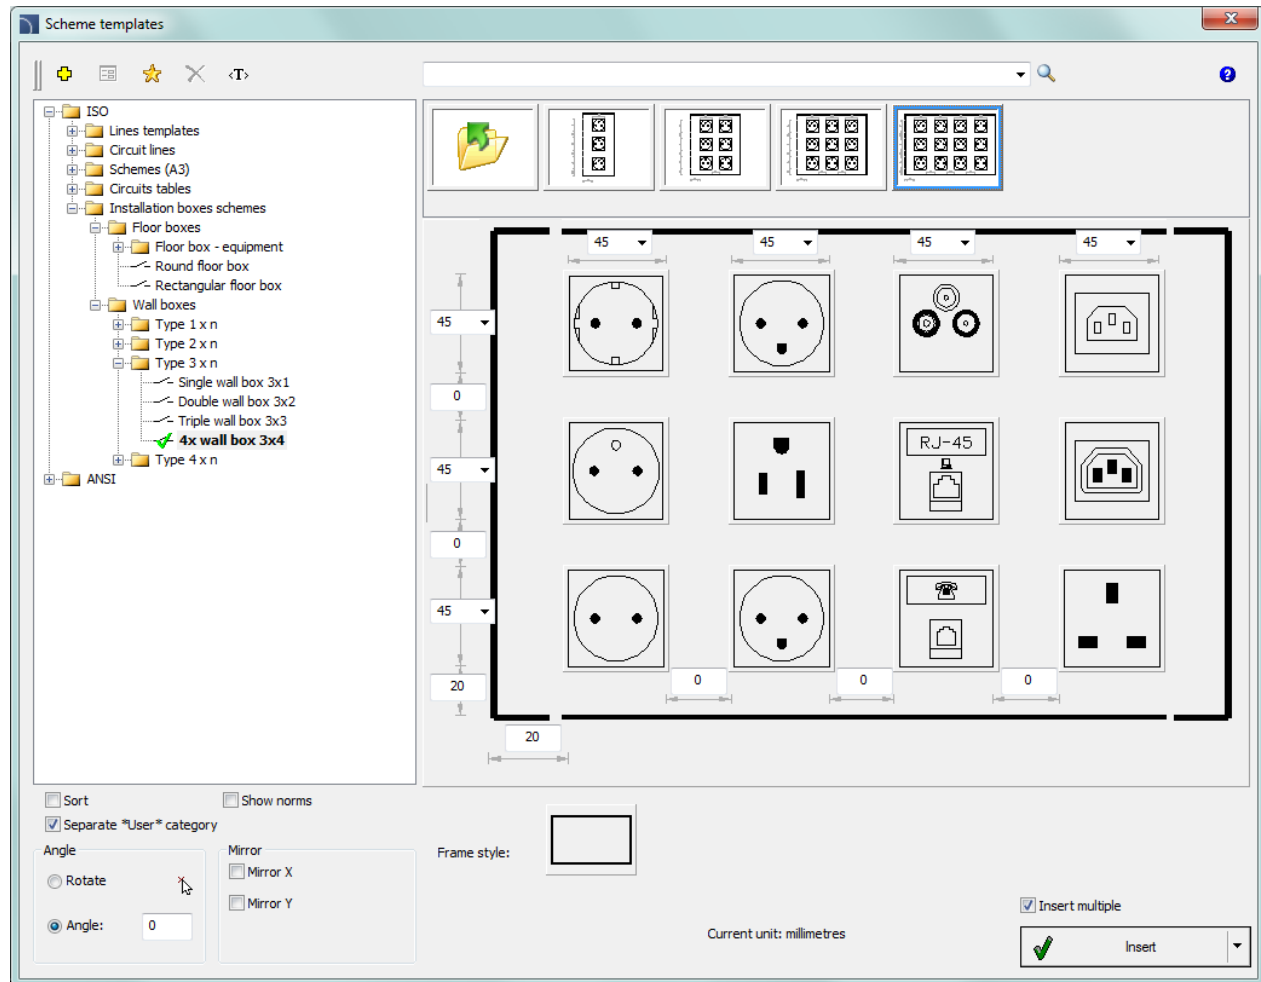 Scheme templates
<T>
ISO
Lines templates
Circuit lines
Schemes (A3)
Circuits tables
Installation boxes schemes
Floor boxes
Floor box - equipment
Round floor box
Rectangular floor box
Wall boxes
Type 1 x n
Type 2 x n
Type 3 x n
Single wall box 3x1
Double wall box 3x2
Triple wall box 3x3
4x wall box 3x4
Type 4 x n
ANSI
45 45 45 45
45
0
45
RJ-45
0
45
20
0 0 0
20
Sort Show norms
Separate *User* category
Angle
Rotate
Angle: 0
Mirror
Mirror X
Mirror Y
Frame style:
Current unit: millimetres
Insert multiple
Insert